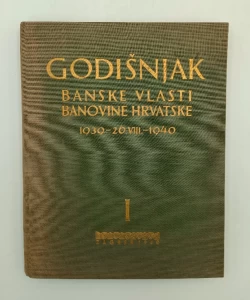 GODIŠNJAK
BANSKE VLASTI
BANOVINE HRVATSKE
1939-26.VIII.-1940
I